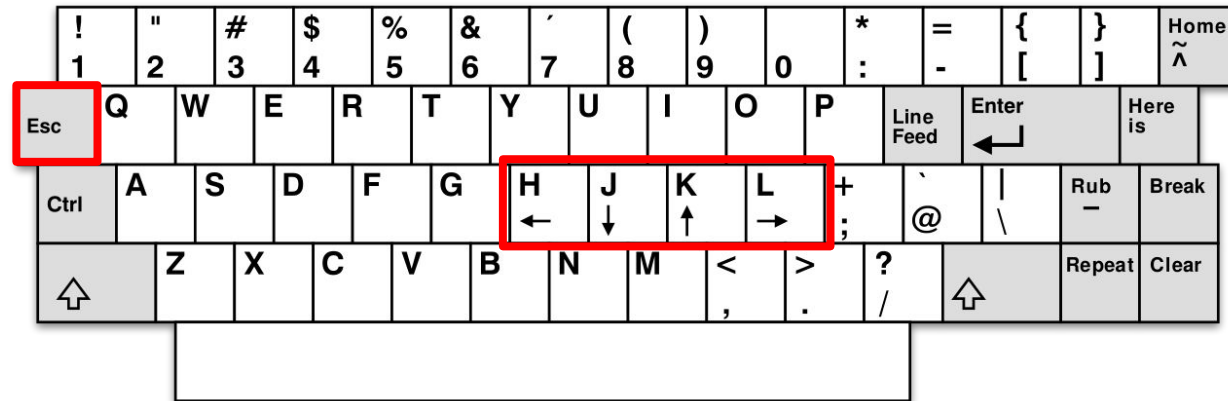 ! " # $ % & ´ ( ) * = { } Home
1 2 3 4 5 6 7 8 9 0 : - [ ] ~ ^
Esc Q W E R T Y U I O P Line Feed Enter Here is
Ctrl A S D F G H J K L + ; ` @ | \ Rub – Break
← ↓ ↑ →
Z X C V B N M < , > . ? / Repeat Clear